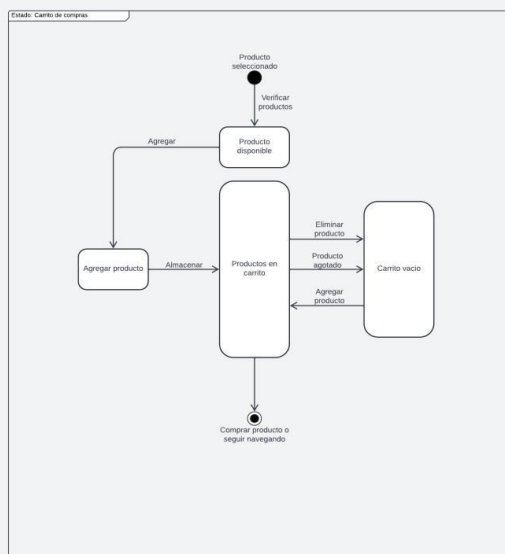 Estado: Carrito de compras
Producto
seleccionado
Verificar
productos
Producto
disponible
Agregar
Agregar producto
Almacenar
Productos en
carrito
Eliminar
producto
Producto
agotado
Agregar
producto
Carrito vacio
Comprar producto o
seguir navegando